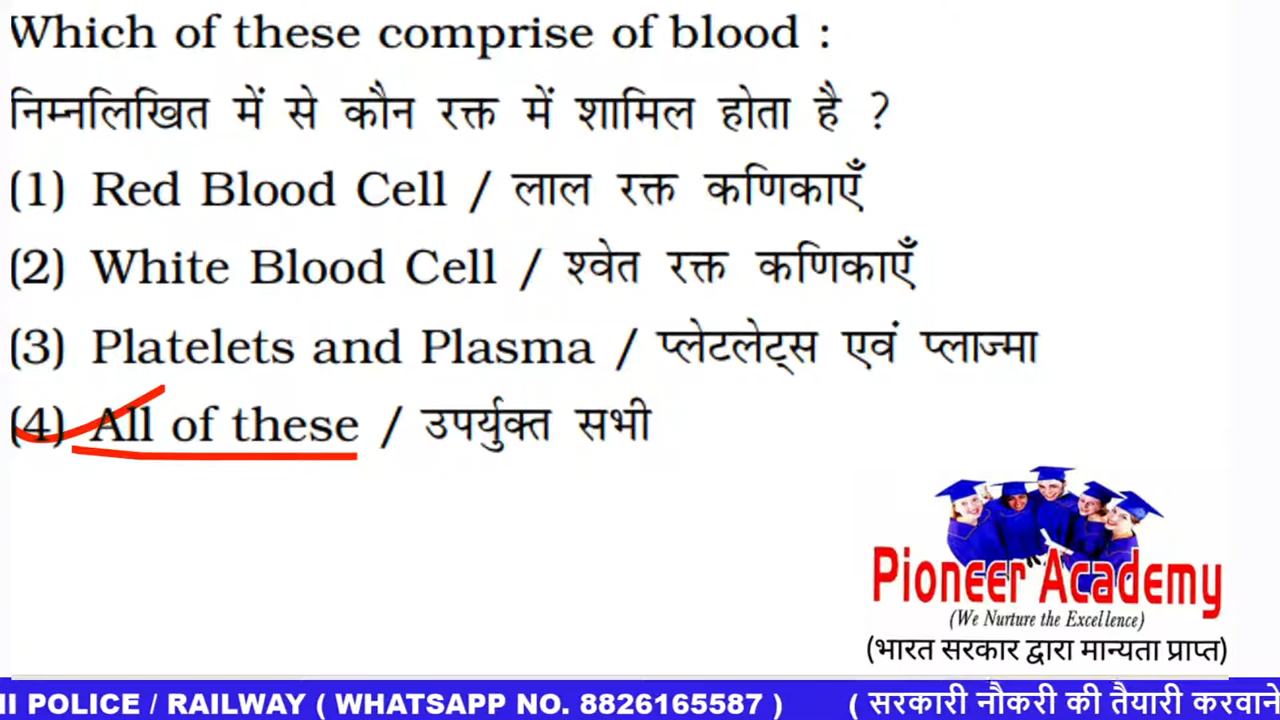 Which of these comprise of blood :
निम्नलिखित में से कौन रक्त में शामिल होता है ?
(1) Red Blood Cell / लाल रक्त कणिकाएँ
(2) White Blood Cell / श्वेत रक्त कणिकाएँ
(3) Platelets and Plasma / प्लेटलेट्स एवं प्लाज्मा
(4) All of these / उपर्युक्त सभी
Pioneer Academy
(We Nurture the Excellence)
(भारत सरकार द्वारा मान्यता प्राप्त)
HI POLICE / RAILWAY ( WHATSAPP NO. 8826165587 ) ( सरकारी नौकरी की तैयारी करवाने